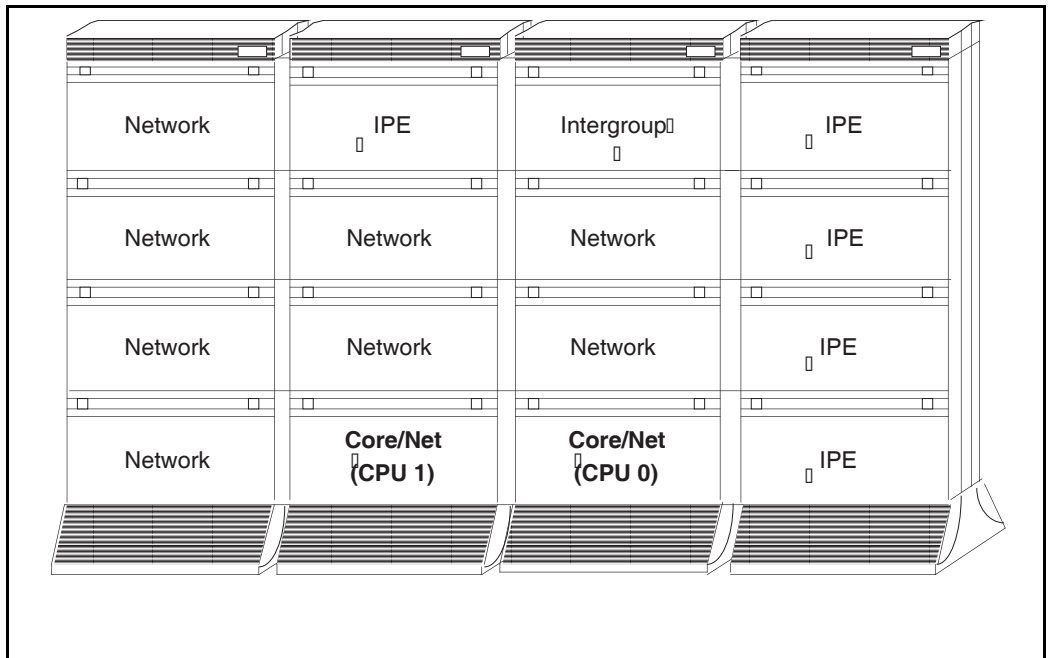 Network
IPE
Intergroup
IPE
Network
Network
Network
IPE
Network
Network
Network
IPE
Network
Core/Net
(CPU 1)
Core/Net
(CPU 0)
IPE